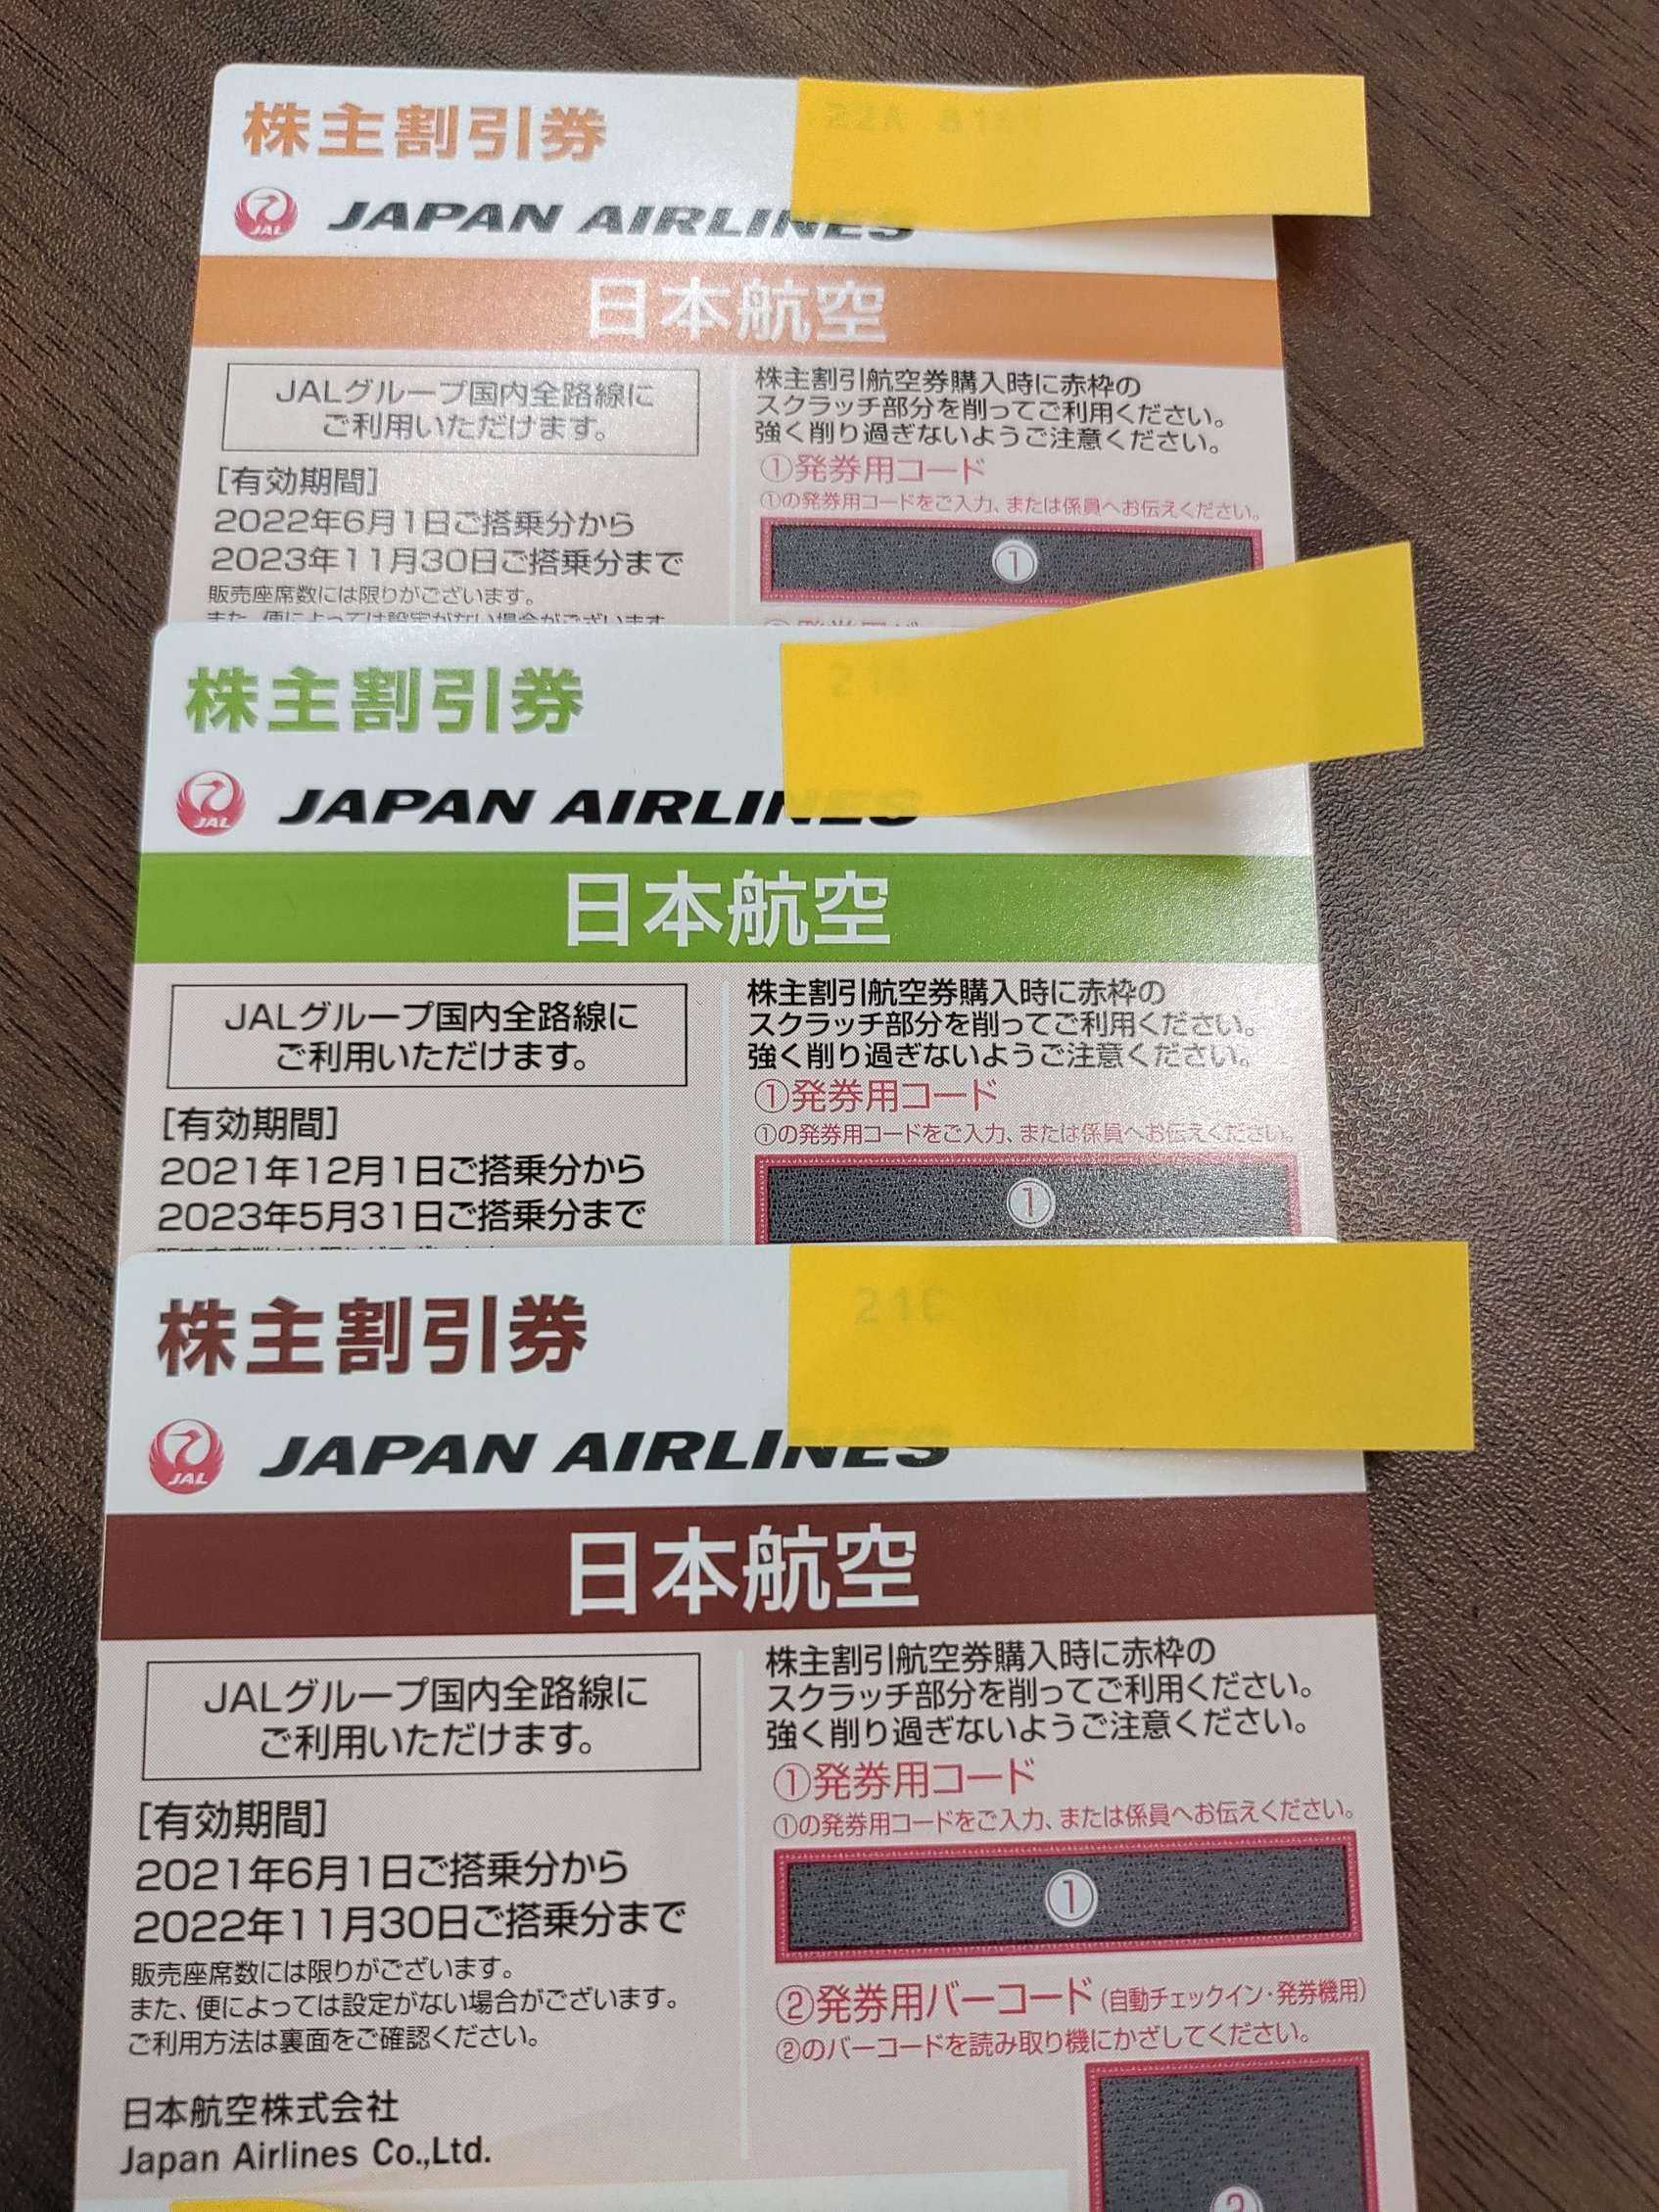 株主割引券
JAL JAPAN AIRLINES
日本航空
JALグループ国内全路線に
ご利用いただけます。
[有効期間]
2022年6月1日ご搭乗分から
2023年11月30日ご搭乗分まで
販売座席数には限りがございます。
また、便によっては設定がない場合がございます。
株主割引航空券購入時に赤枠の
スクラッチ部分を削ってご利用ください。
強く削り過ぎないようご注意ください。
①発券用コード
①の発券用コードをご入力、または係員へお伝えください。
①
株主割引券
JAL JAPAN AIRLINES
日本航空
JALグループ国内全路線に
ご利用いただけます。
[有効期間]
2021年12月1日ご搭乗分から
2023年5月31日ご搭乗分まで
株主割引航空券購入時に赤枠の
スクラッチ部分を削ってご利用ください。
強く削り過ぎないようご注意ください。
①発券用コード
①の発券用コードをご入力、または係員へお伝えください。
①
株主割引券
21C
JAL JAPAN AIRLINES
日本航空
JALグループ国内全路線に
ご利用いただけます。
[有効期間]
2021年6月1日ご搭乗分から
2022年11月30日ご搭乗分まで
販売座席数には限りがございます。
また、便によっては設定がない場合がございます。
ご利用方法は裏面をご確認ください。
日本航空株式会社
Japan Airlines Co.,Ltd.
株主割引航空券購入時に赤枠の
スクラッチ部分を削ってご利用ください。
強く削り過ぎないようご注意ください。
①発券用コード
①の発券用コードをご入力、または係員へお伝えください。
①
②発券用バーコード(自動チェックイン・発券機用)
②のバーコードを読み取り機にかざしてください。
②